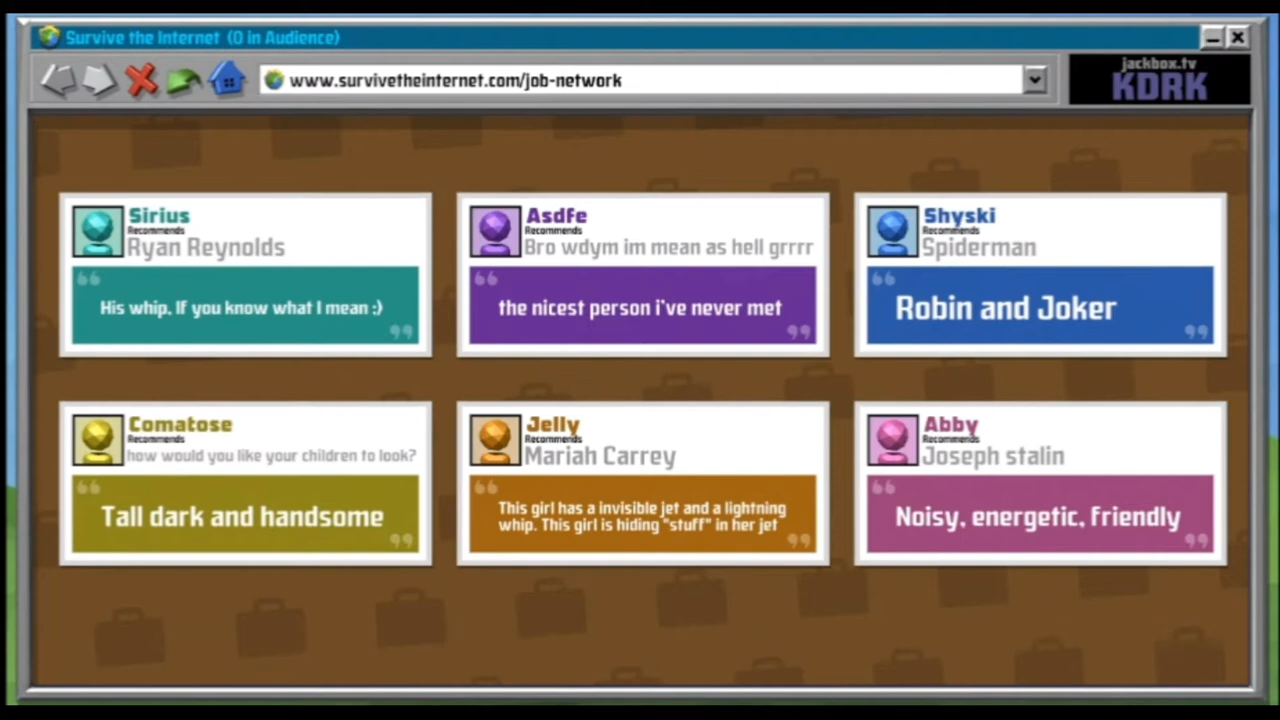 Survive the Internet (0 in Audience)
www.survivetheinternet.com/job-network
jackbox.tv
KDRK
Sirius
Recommends
Ryan Reynolds
His whip, If you know what I mean :)
Asdfe
Recommends
Bro wdym im mean as hell grrrr
the nicest person i've never met
Shyski
Recommends
Spiderman
Robin and Joker
Comatose
Recommends
how would you like your children to look?
Tall dark and handsome
Jelly
Recommends
Mariah Carrey
This girl has a invisible jet and a lightning
whip. This girl is hiding "stuff" in her jet
Abby
Recommends
Joseph stalin
Noisy, energetic, friendly